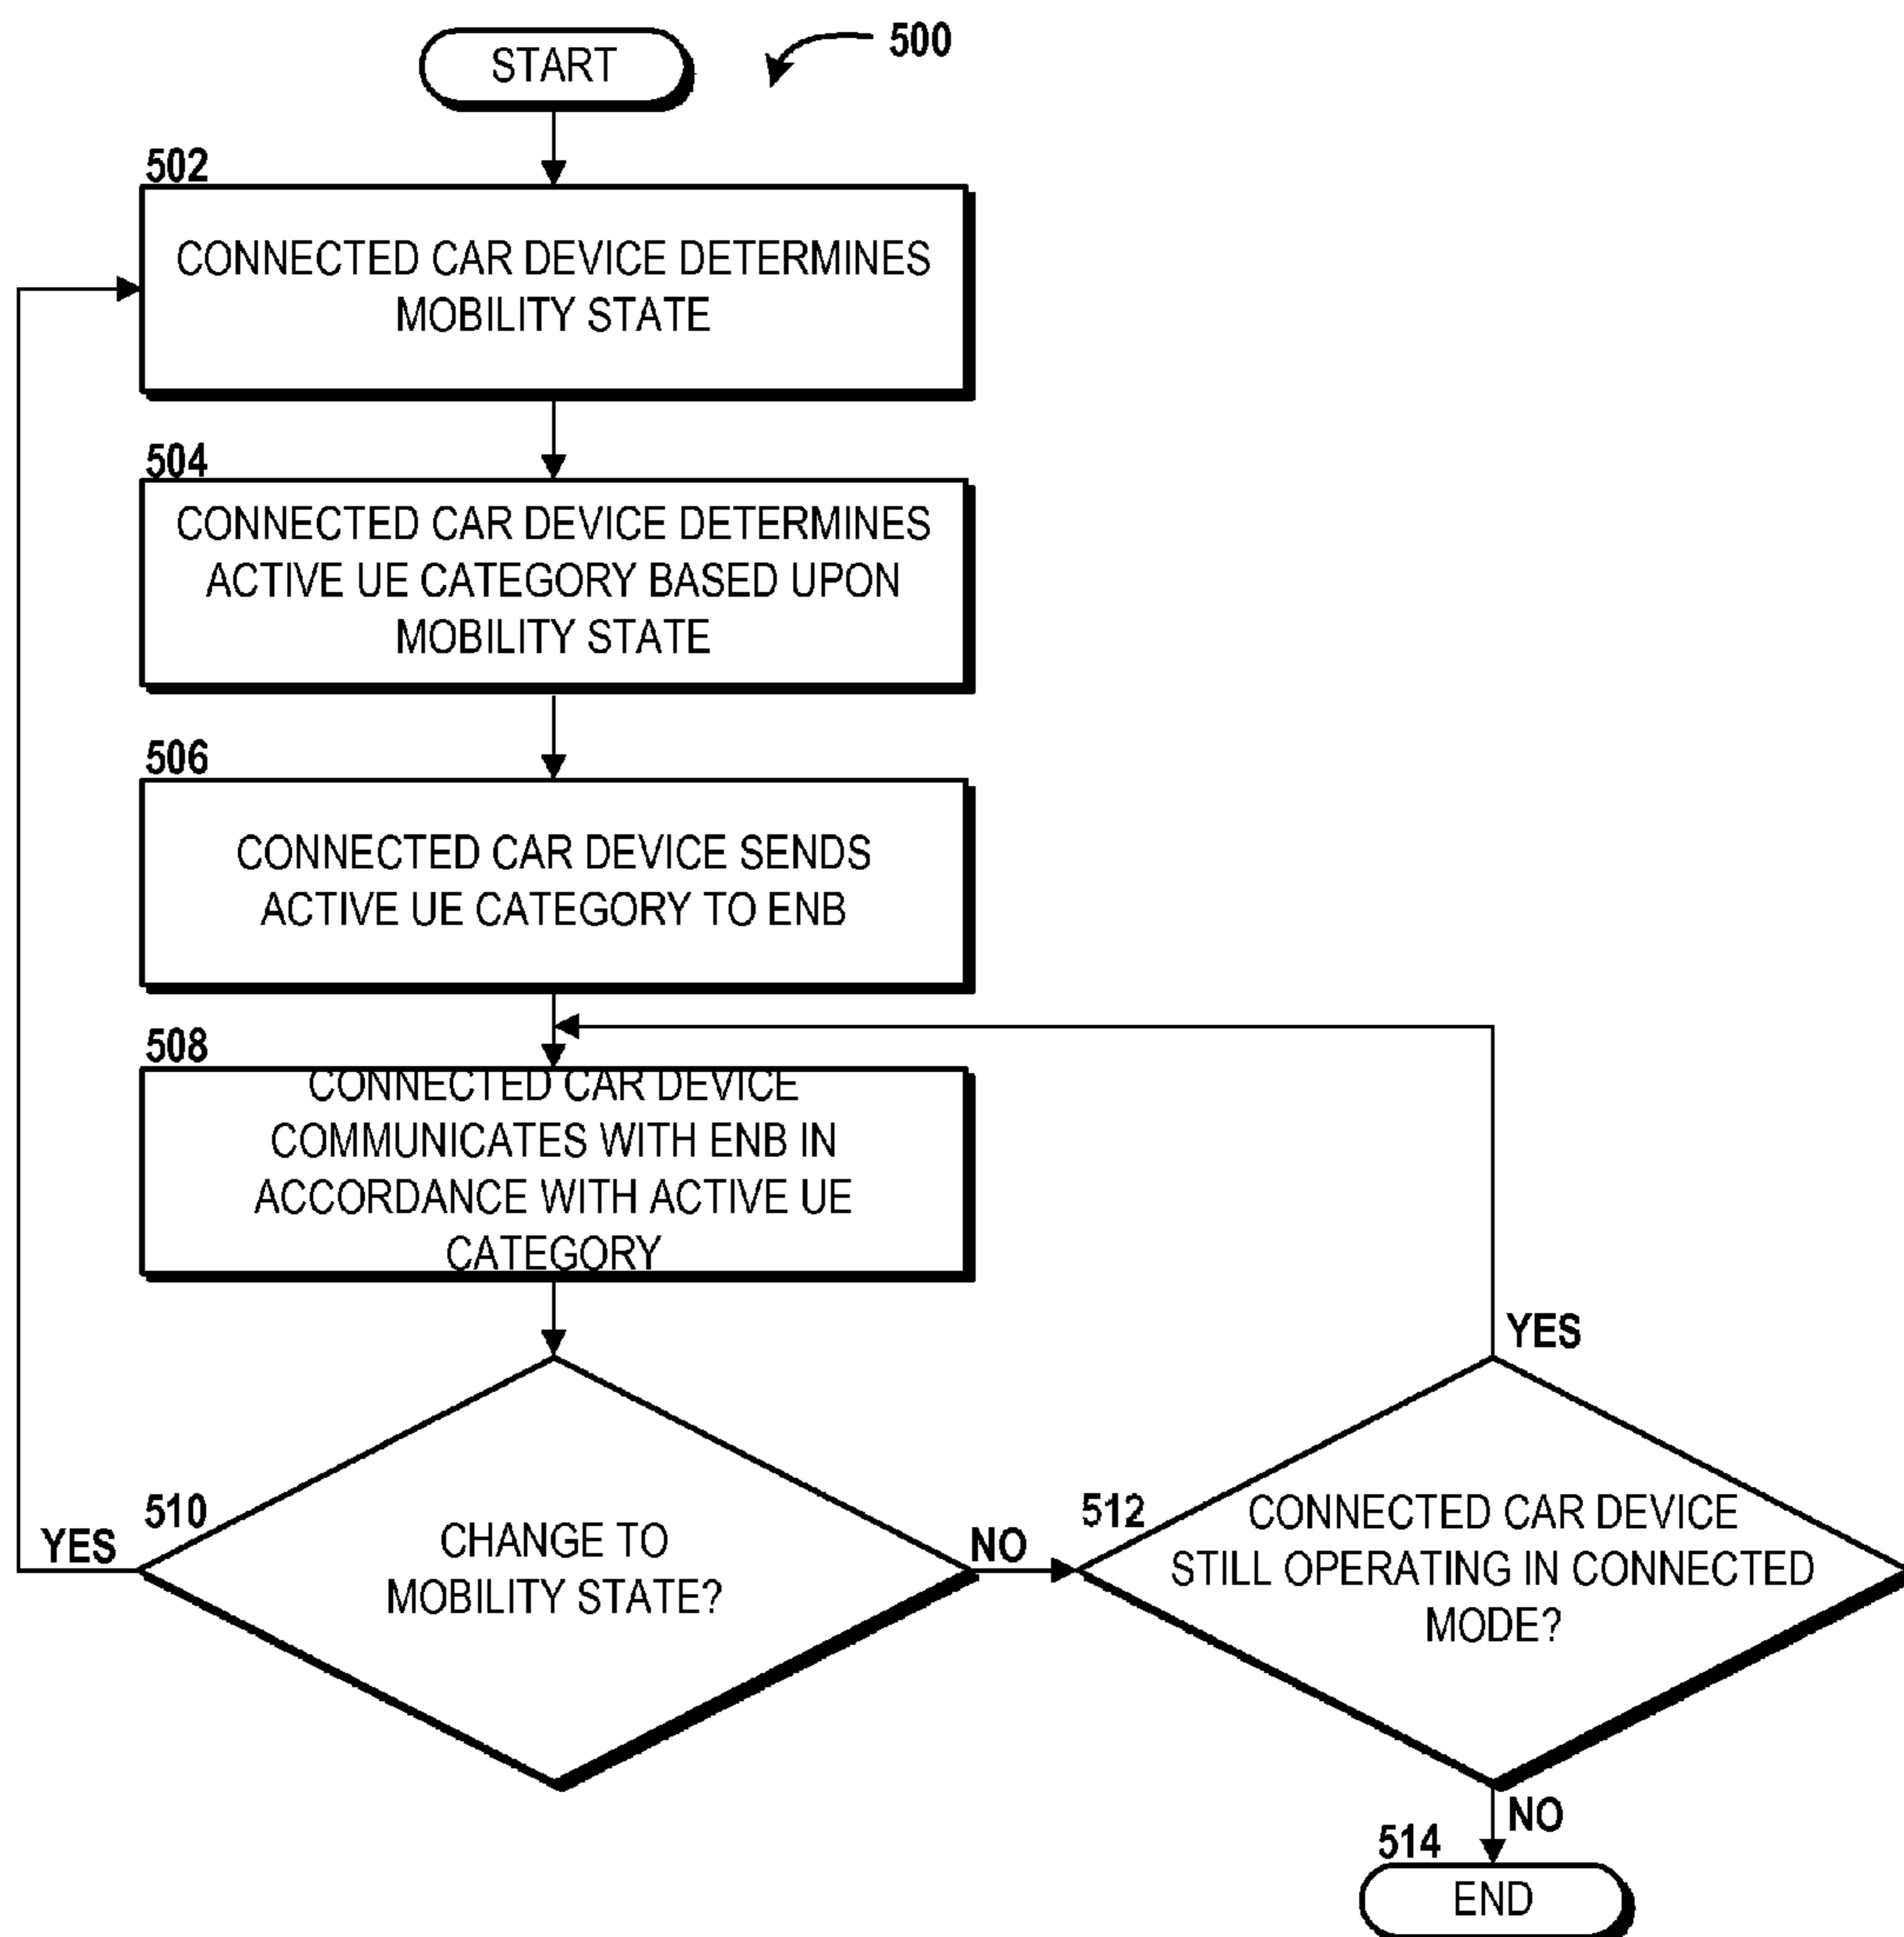 START
500
502
CONNECTED CAR DEVICE DETERMINES
MOBILITY STATE
504
CONNECTED CAR DEVICE DETERMINES
ACTIVE UE CATEGORY BASED UPON
MOBILITY STATE
506
CONNECTED CAR DEVICE SENDS
ACTIVE UE CATEGORY TO ENB
508
CONNECTED CAR DEVICE
COMMUNICATES WITH ENB IN
ACCORDANCE WITH ACTIVE UE
CATEGORY
510
YES
CHANGE TO
MOBILITY STATE?
NO
512
YES
CONNECTED CAR DEVICE
STILL OPERATING IN CONNECTED
MODE?
NO
514
END